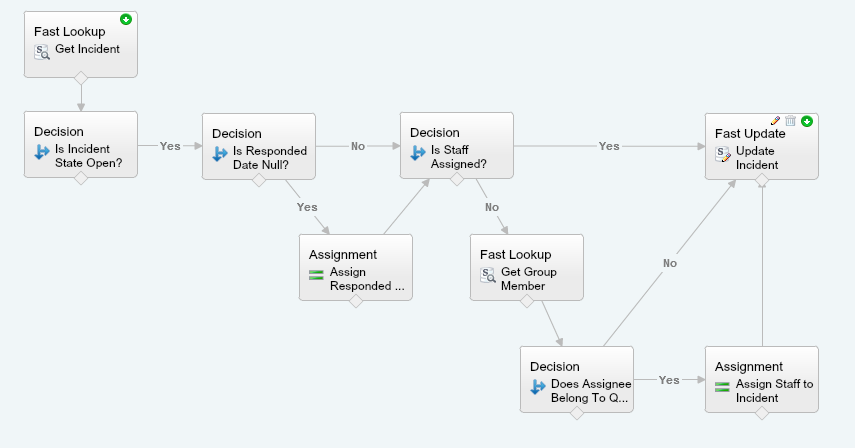 Fast Lookup
Get Incident
Decision
Is Incident
State Open?
Yes
Decision
Is Responded
Date Null?
No
Decision
Is Staff
Assigned?
Yes
Fast Update
Update
Incident
Yes
No
Assignment
Assign
Responded ...
Fast Lookup
Get Group
Member
No
Decision
Does Assignee
Belong To Q...
Yes
Assignment
Assign Staff to
Incident